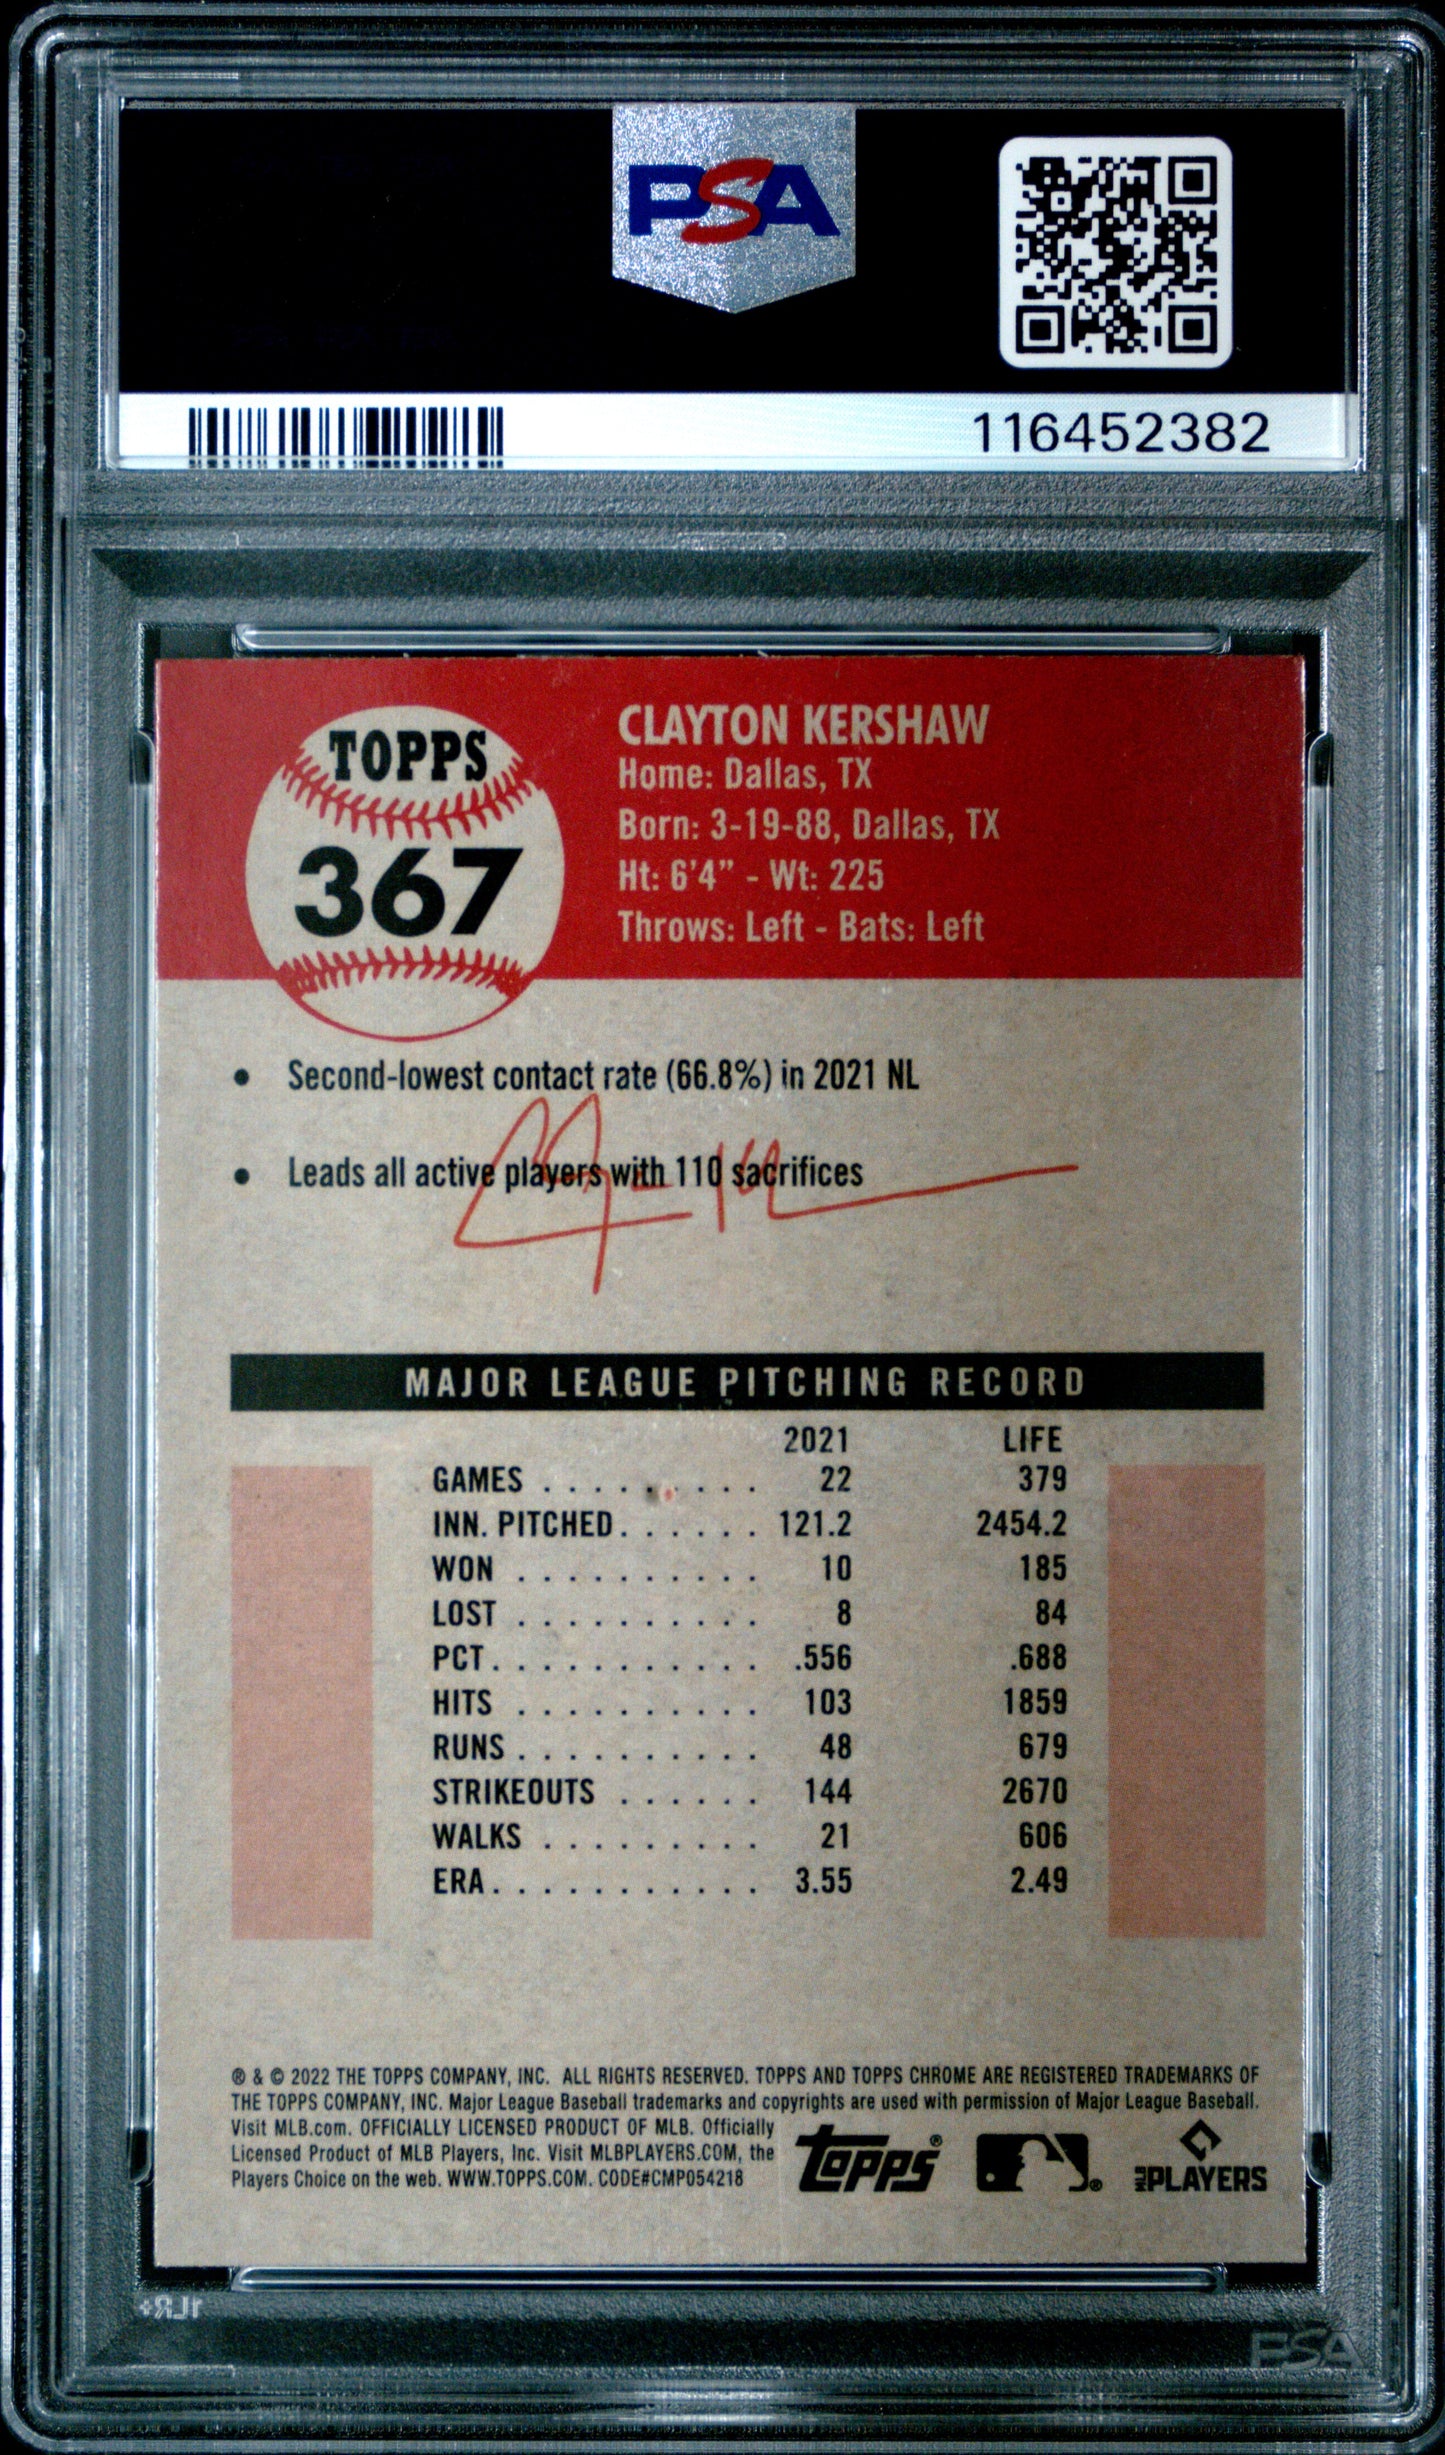 PSA
116452382
TOPPS
367
CLAYTON KERSHAW
Home: Dallas, TX
Born: 3-19-88, Dallas, TX
Ht: 6'4" - Wt: 225
Throws: Left - Bats: Left
• Second-lowest contact rate (66.8%) in 2021 NL
• Leads all active players with 110 sacrifices
MAJOR LEAGUE PITCHING RECORD
2021 LIFE
GAMES . . . . . . . . . 22 379
INN. PITCHED . . . . . . 121.2 2454.2
WON . . . . . . . . . . 10 185
LOST . . . . . . . . . . 8 84
PCT . . . . . . . . . . . .556 .688
HITS . . . . . . . . . . 103 1859
RUNS . . . . . . . . . . 48 679
STRIKEOUTS . . . . . . 144 2670
WALKS . . . . . . . . . 21 606
ERA . . . . . . . . . . . 3.55 2.49
® & © 2022 THE TOPPS COMPANY, INC. ALL RIGHTS RESERVED. TOPPS AND TOPPS CHROME ARE REGISTERED TRADEMARKS OF
THE TOPPS COMPANY, INC. Major League Baseball trademarks and copyrights are used with permission of Major League Baseball.
Visit MLB.com. OFFICIALLY LICENSED PRODUCT OF MLB. Officially
Licensed Product of MLB Players, Inc. Visit MLBPLAYERS.COM, the
Players Choice on the web. WWW.TOPPS.COM. CODE#CMP054218
TOPPS®
®
MLB PLAYERS
1LR+
PSA